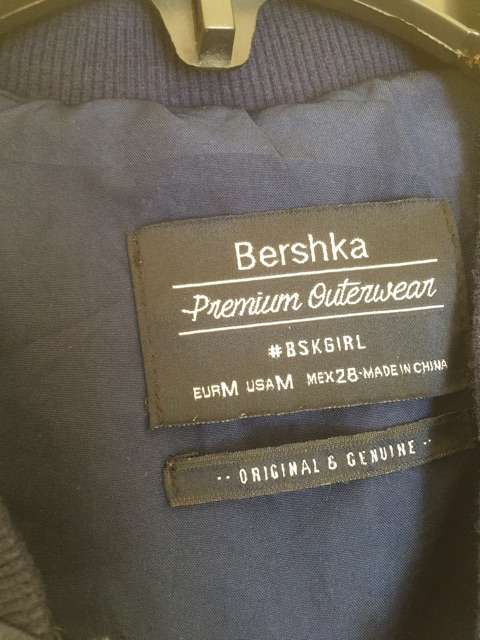 Bershka
Premium Outerwear
#BSKGIRL
EURM USAM MEX28-MADE IN CHINA
·· ORIGINAL & GENUINE ··